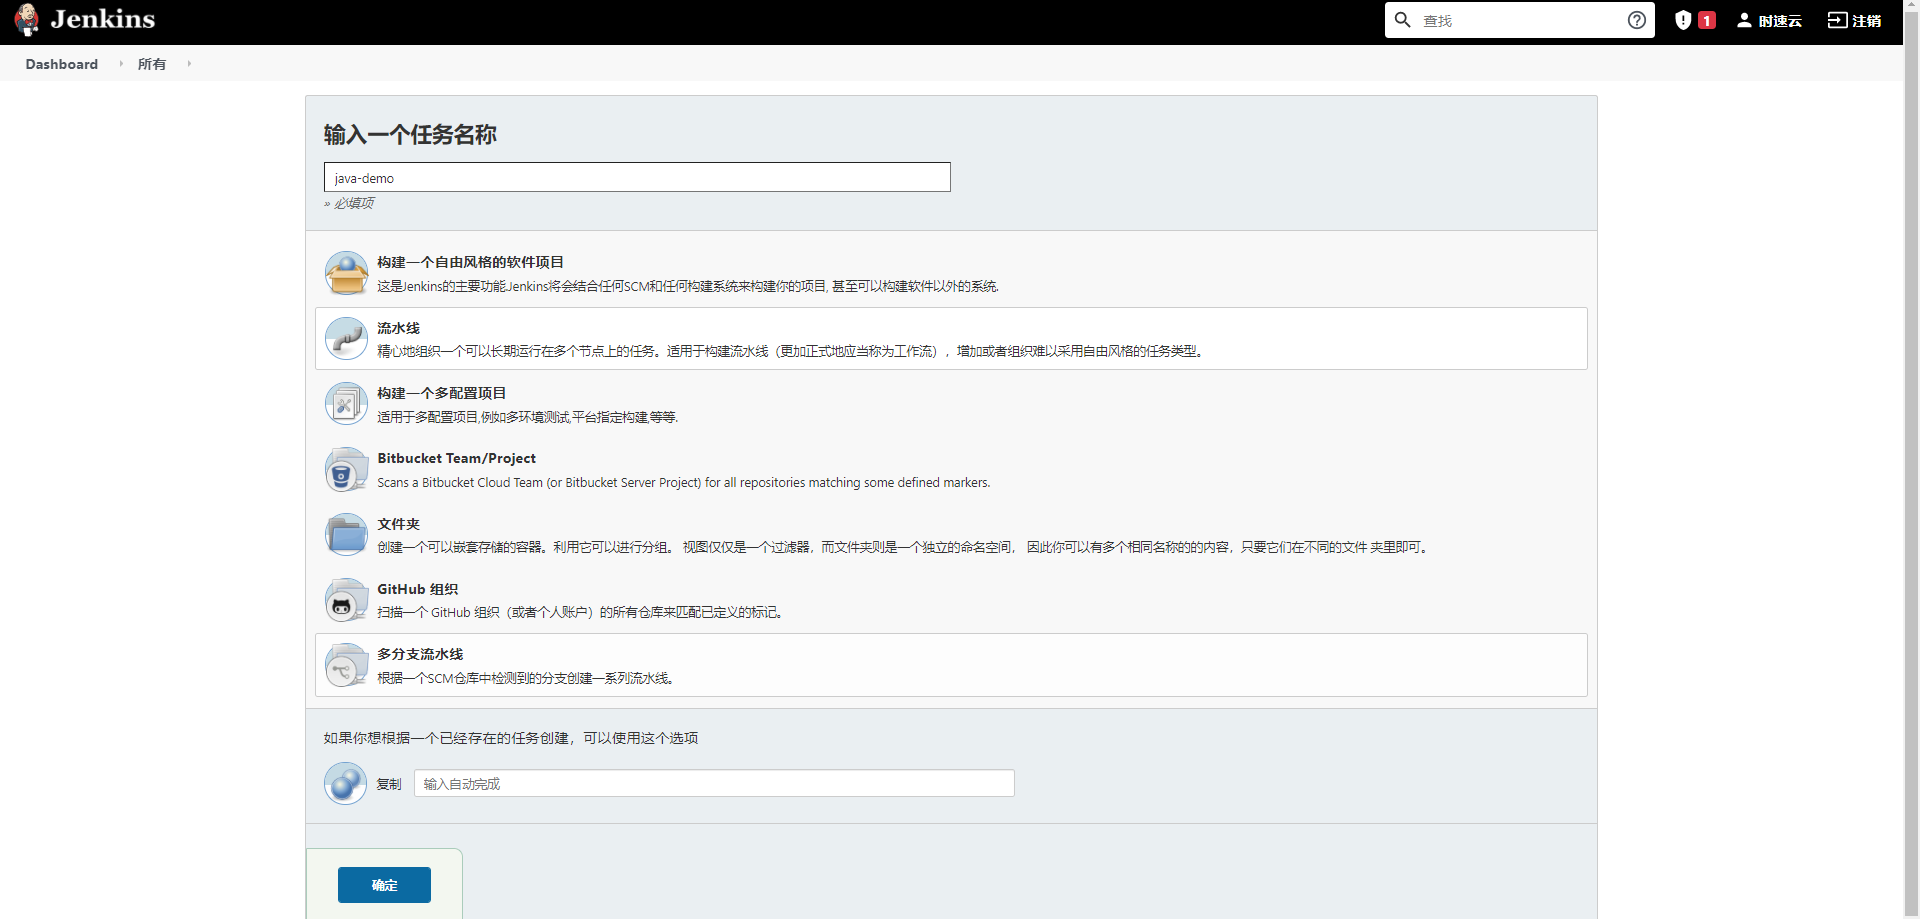 Jenkins
查找
1
时速云
注销
Dashboard
所有
输入一个任务名称
java-demo
» 必填项
构建一个自由风格的软件项目
这是Jenkins的主要功能.Jenkins将会结合任何SCM和任何构建系统来构建你的项目, 甚至可以构建软件以外的系统.
流水线
精心地组织一个可以长期运行在多个节点上的任务。适用于构建流水线（更加正式地应当称为工作流），增加或者组织难以采用自由风格的任务类型。
构建一个多配置项目
适用于多配置项目,例如多环境测试,平台指定构建,等等.
Bitbucket Team/Project
Scans a Bitbucket Cloud Team (or Bitbucket Server Project) for all repositories matching some defined markers.
文件夹
创建一个可以嵌套存储的容器。利用它可以进行分组。 视图仅仅是一个过滤器，而文件夹则是一个独立的命名空间， 因此你可以有多个相同名称的的内容，只要它们在不同的文件 夹里即可。
GitHub 组织
扫描一个 GitHub 组织（或者个人账户）的所有仓库来匹配已定义的标记。
多分支流水线
根据一个SCM仓库中检测到的分支创建一系列流水线。
如果你想根据一个已经存在的任务创建，可以使用这个选项
复制
输入自动完成
确定